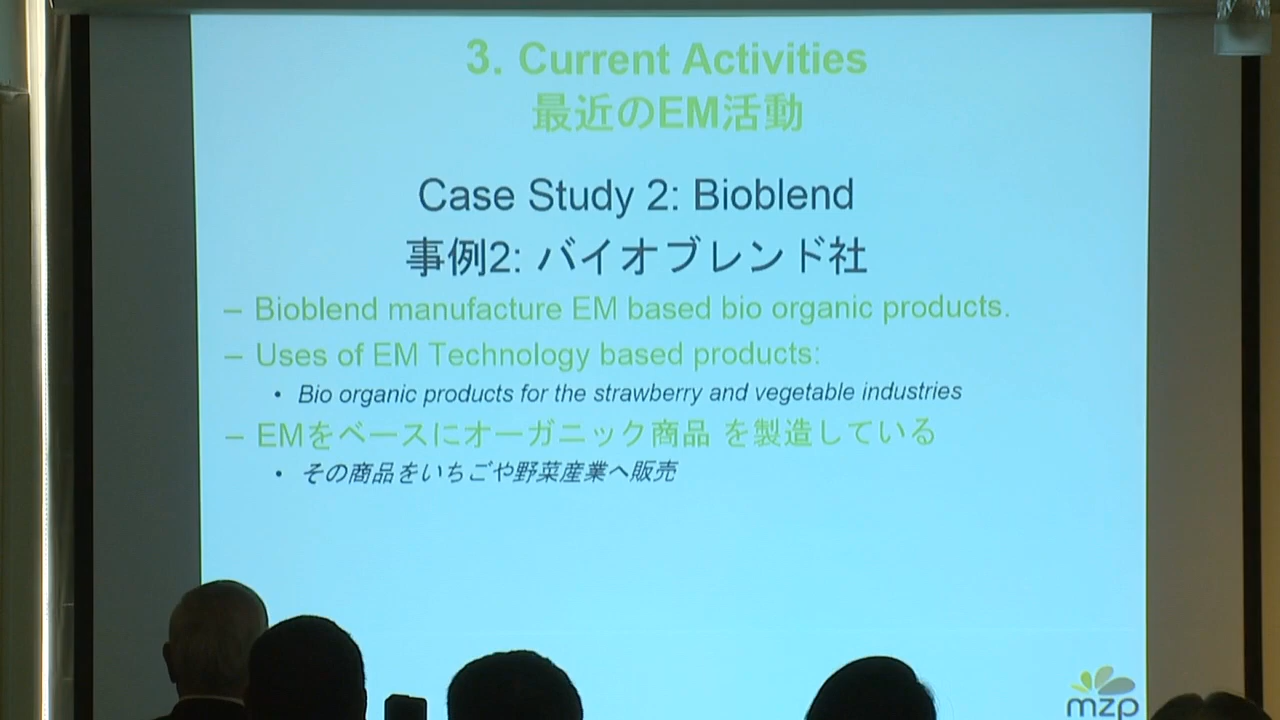 3. Current Activities
最近のEM活動
Case Study 2: Bioblend
事例2: バイオブレンド社
– Bioblend manufacture EM based bio organic products.
– Uses of EM Technology based products:
• Bio organic products for the strawberry and vegetable industries
– EMをベースにオーガニック商品 を製造している
• その商品をいちごや野菜産業へ販売
mzp